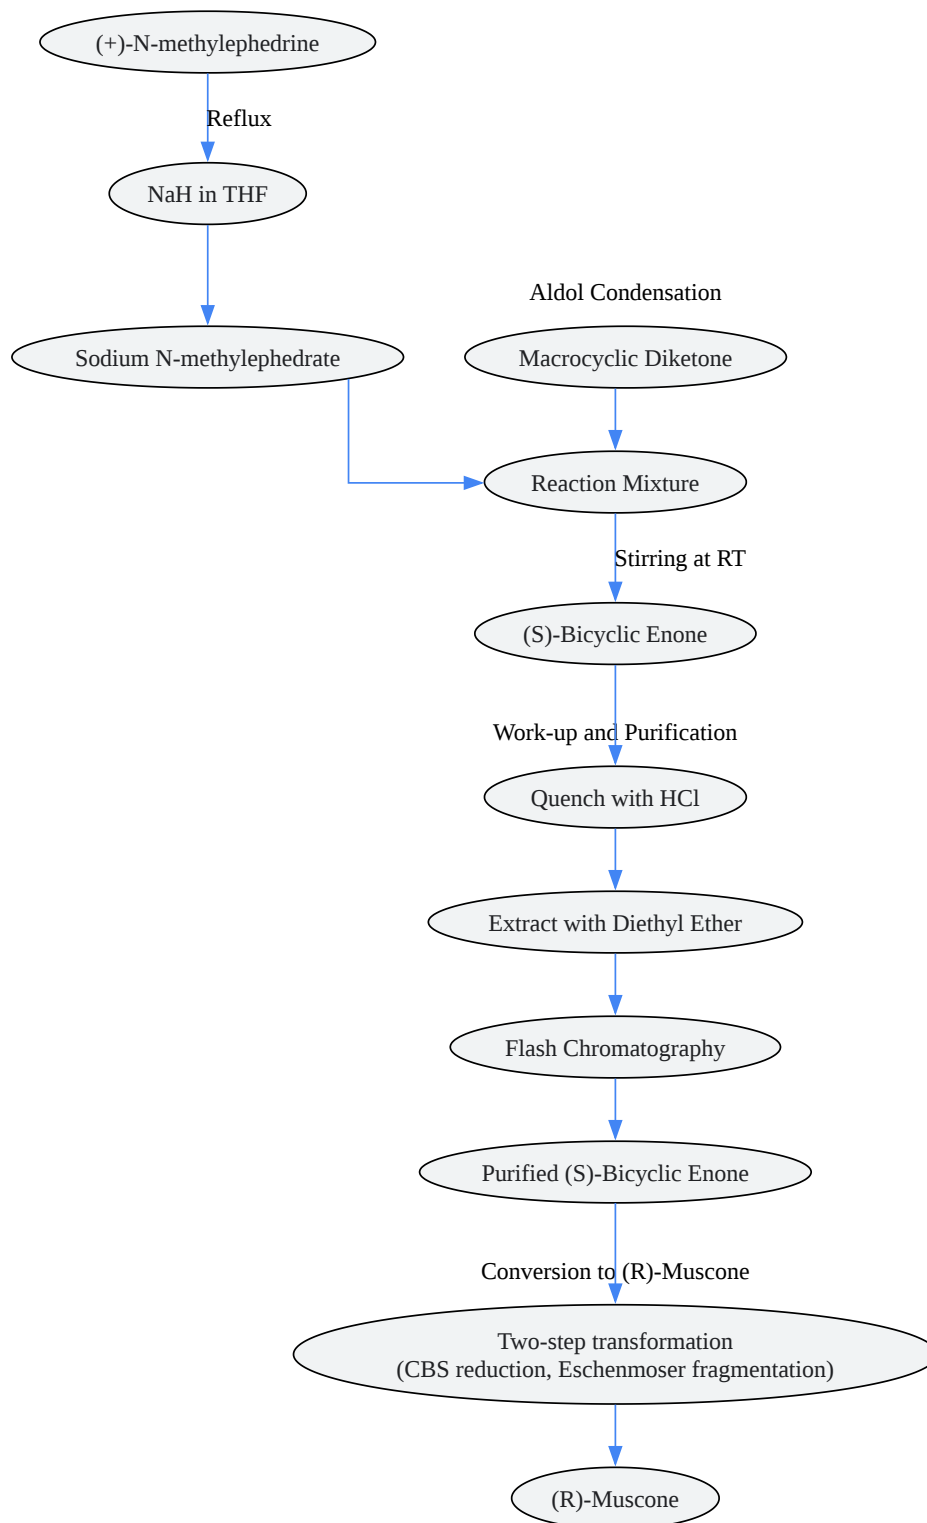 (+)-N-methylephedrine
Reflux
NaH in THF
Sodium N-methylephedrate
Aldol Condensation
Macrocyclic Diketone
Reaction Mixture
Stirring at RT
(S)-Bicyclic Enone
Work-up and Purification
Quench with HCl
Extract with Diethyl Ether
Flash Chromatography
Purified (S)-Bicyclic Enone
Conversion to (R)-Muscone
Two-step transformation
(CBS reduction, Eschenmoser fragmentation)
(R)-Muscone